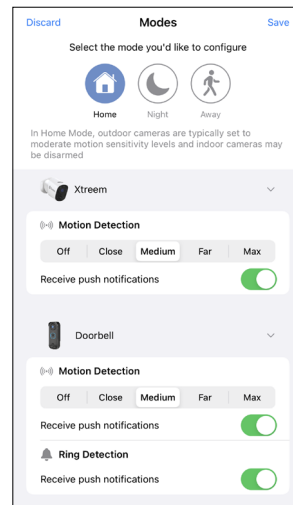 Discard Modes Save
Select the mode you'd like to configure
Home Night Away
In Home Mode, outdoor cameras are typically set to
moderate motion sensitivity levels and indoor cameras may
be disarmed
Xtreem
Motion Detection
Off Close Medium Far Max
Receive push notifications
Doorbell
Motion Detection
Off Close Medium Far Max
Receive push notifications
Ring Detection
Receive push notifications